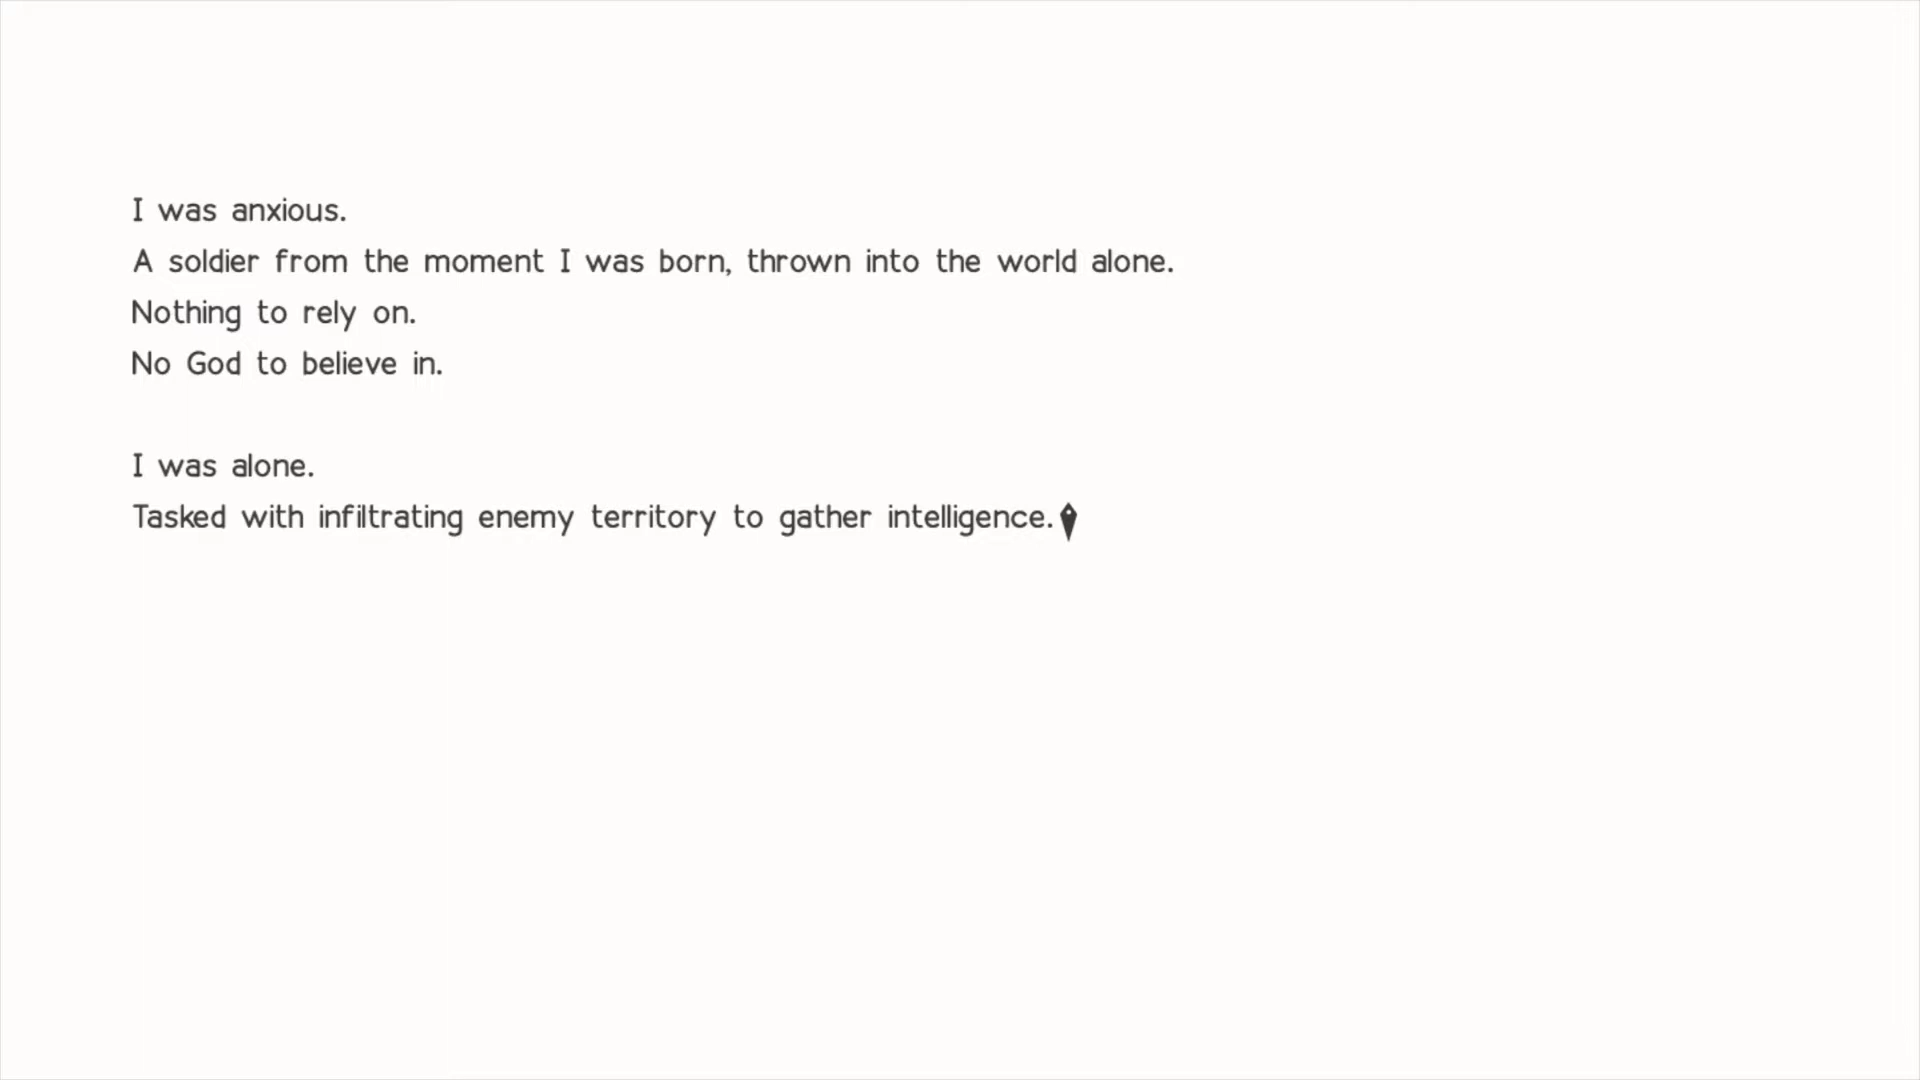 I was anxious.
A soldier from the moment I was born, thrown into the world alone.
Nothing to rely on.
No God to believe in.
I was alone.
Tasked with infiltrating enemy territory to gather intelligence.